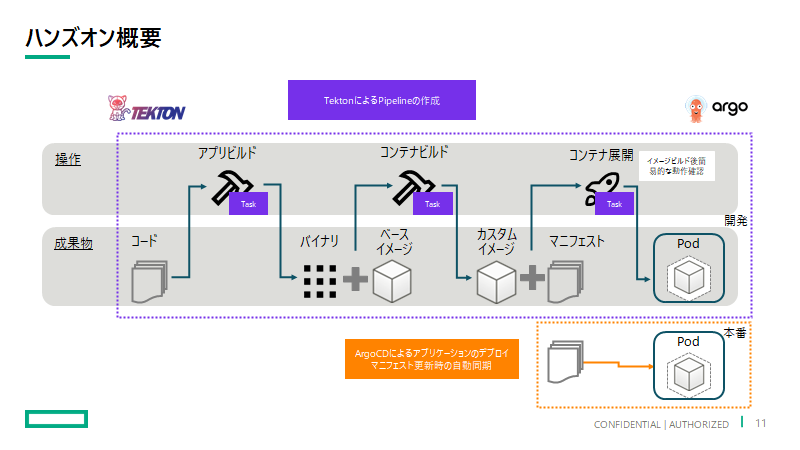 ハンズオン概要
TektonによるPipelineの作成
TEKTON
argo
操作
アプリビルド
Task
コンテナビルド
Task
コンテナ展開
Task
イメージビルド後簡
易的な動作確認
開発
成果物
コード
バイナリ
ベース
イメージ
カスタム
イメージ
マニフェスト
Pod
ArgoCDによるアプリケーションのデプロイ
マニフェスト更新時の自動同期
本番
Pod
CONFIDENTIAL | AUTHORIZED
11